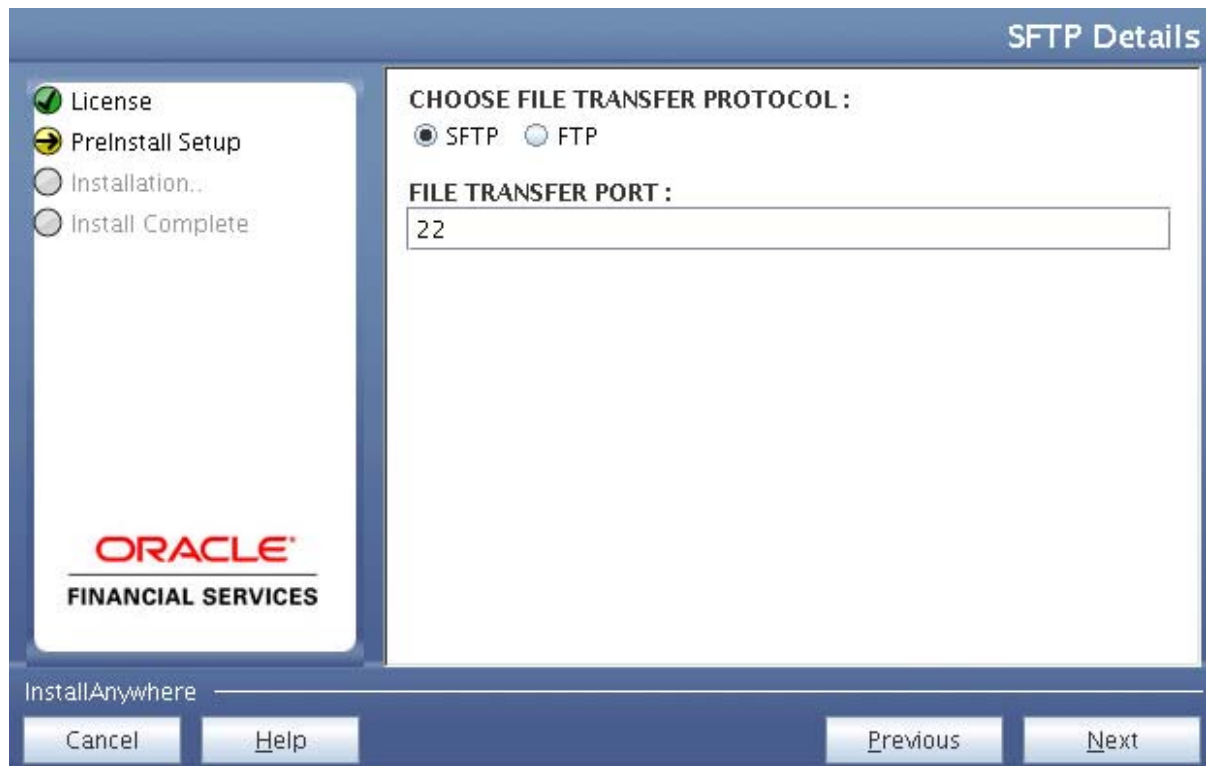 SFTP Details
License
PreInstall Setup
Installation..
Install Complete
CHOOSE FILE TRANSFER PROTOCOL :
SFTP FTP
FILE TRANSFER PORT :
22
ORACLE
FINANCIAL SERVICES
InstallAnywhere
Cancel Help Previous Next